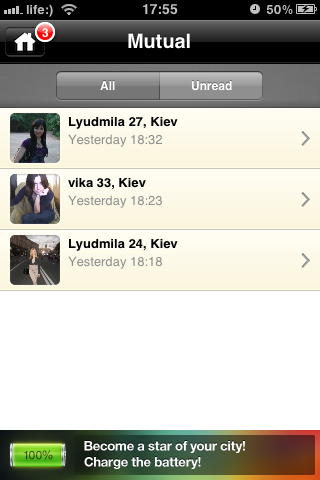 life:) 17:55 50%
3
Mutual
All Unread
Lyudmila 27, Kiev
Yesterday 18:32
vika 33, Kiev
Yesterday 18:23
Lyudmila 24, Kiev
Yesterday 18:18
100%
Become a star of your city!
Charge the battery!